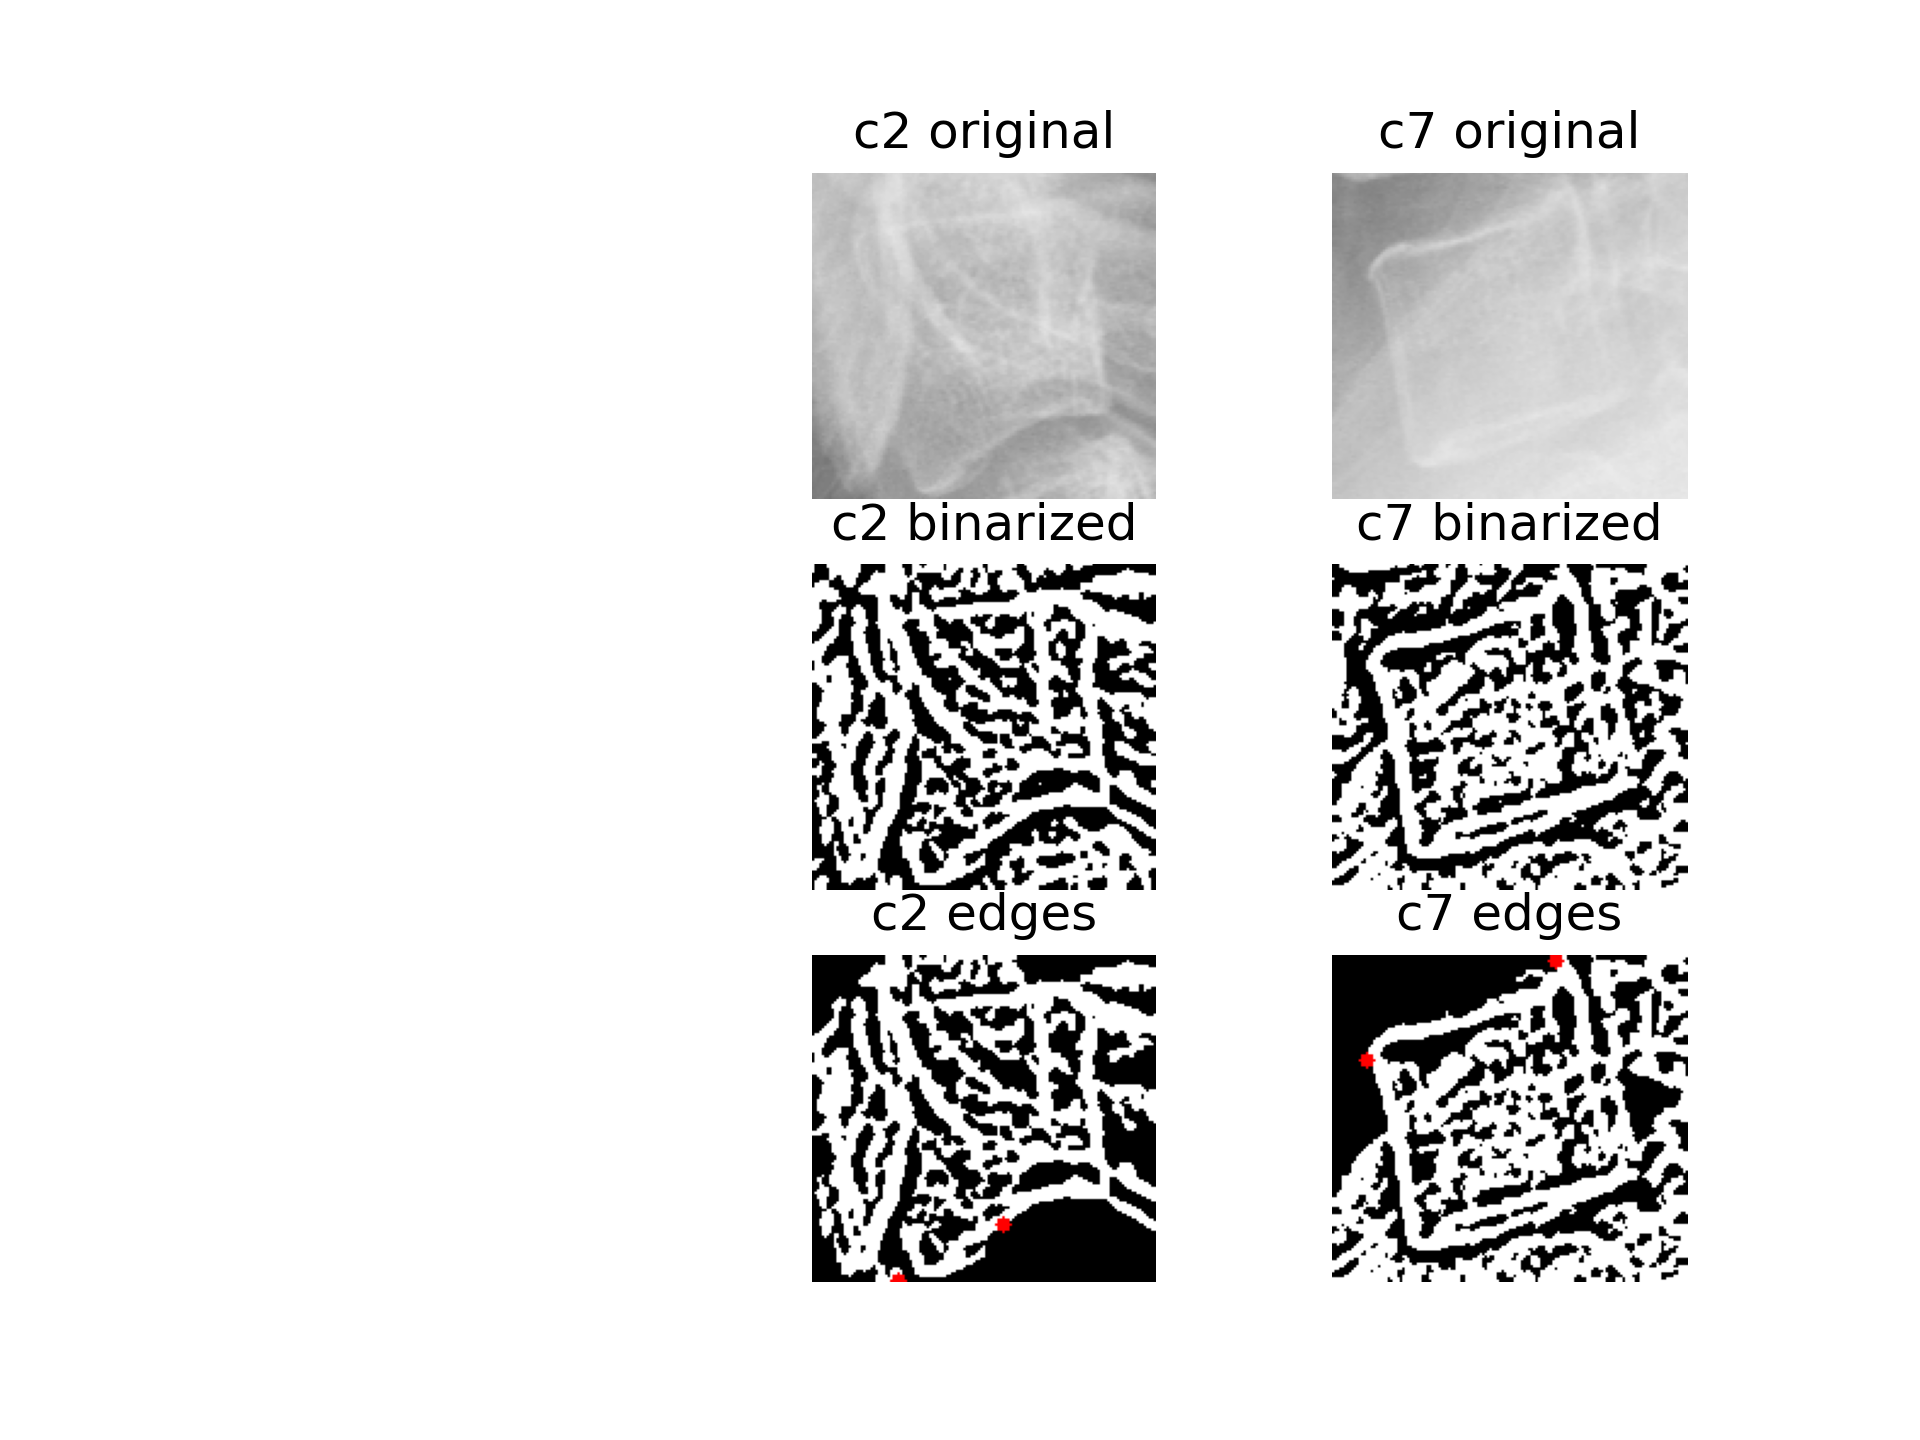 c2 original
c7 original
c2 binarized
c7 binarized
c2 edges
c7 edges